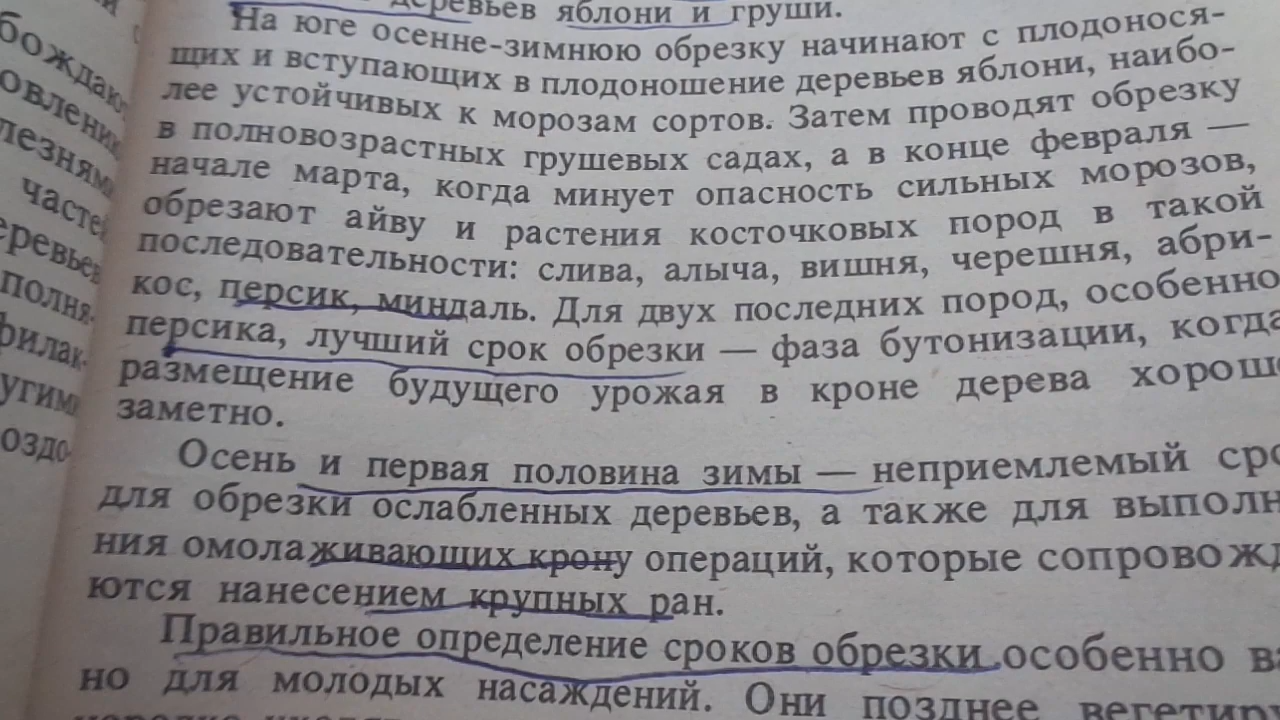 деревьев яблони и груши.
На юге осенне-зимнюю обрезку начинают с плодонося-
щих и вступающих в плодоношение деревьев яблони, наибо-
лее устойчивых к морозам сортов. Затем проводят обрезку
в полновозрастных грушевых садах, а в конце февраля —
начале марта, когда минует опасность сильных морозов,
обрезают айву и растения косточковых пород в такой
последовательности: слива, алыча, вишня, черешня, абри-
кос, персик, миндаль. Для двух последних пород, особенно
персика, лучший срок обрезки — фаза бутонизации, когда
размещение будущего урожая в кроне дерева хорош
заметно.
Осень и первая половина зимы — неприемлемый сро
для обрезки ослабленных деревьев, а также для выполн
ния омолаживающих крону операций, которые сопровожд
ются нанесением крупных ран.
Правильное определение сроков обрезки особенно в
но для молодых насаждений. Они позднее вегетир